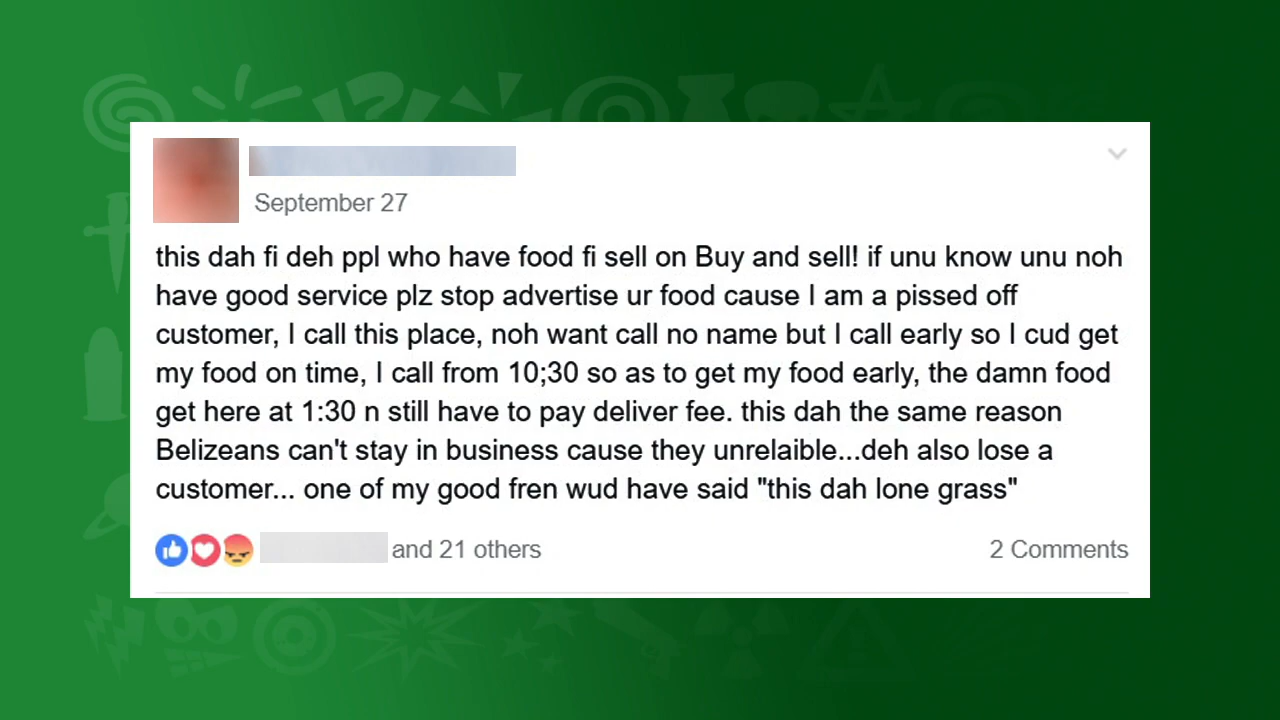 September 27
this dah fi deh ppl who have food fi sell on Buy and sell! if unu know unu noh
have good service plz stop advertise ur food cause I am a pissed off
customer, I call this place, noh want call no name but I call early so I cud get
my food on time, I call from 10;30 so as to get my food early, the damn food
get here at 1:30 n still have to pay deliver fee. this dah the same reason
Belizeans can't stay in business cause they unrelaible...deh also lose a
customer... one of my good fren wud have said "this dah lone grass"
and 21 others
2 Comments